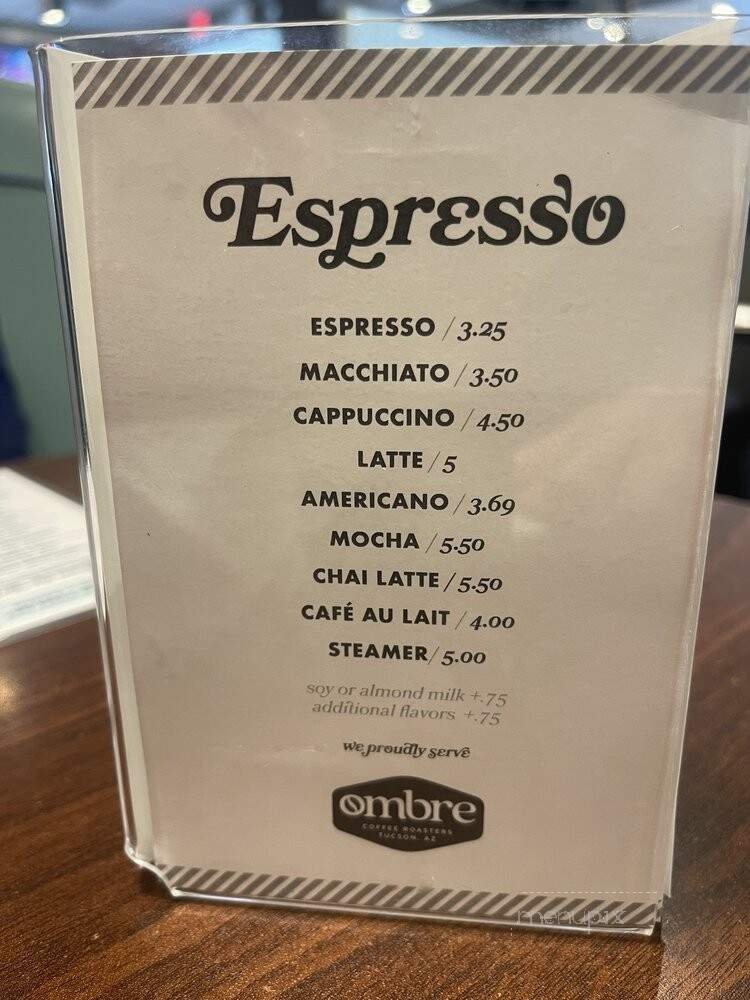 Espresso
ESPRESSO / 3.25
MACCHIATO / 3.50
CAPPUCCINO / 4.50
LATTE / 5
AMERICANO / 3.69
MOCHA / 5.50
CHAI LATTE / 5.50
CAFÉ AU LAIT / 4.00
STEAMER/ 5.00
soy or almond milk +.75
additional flavors +.75
we proudly serve
ombre
COFFEE ROASTERS
TUCSON, AZ
menupix